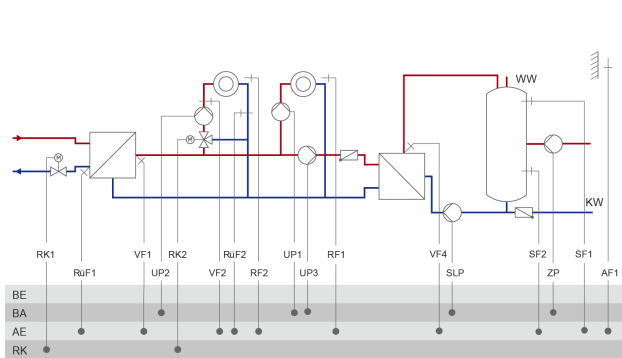 WW
M
M
KW
RK1 VF1 RK2 RüF2 UP1 RF1 VF4 SF2 SF1
RüF1 UP2 VF2 RF2 UP3 SLP ZP AF1
BE
BA
AE
RK